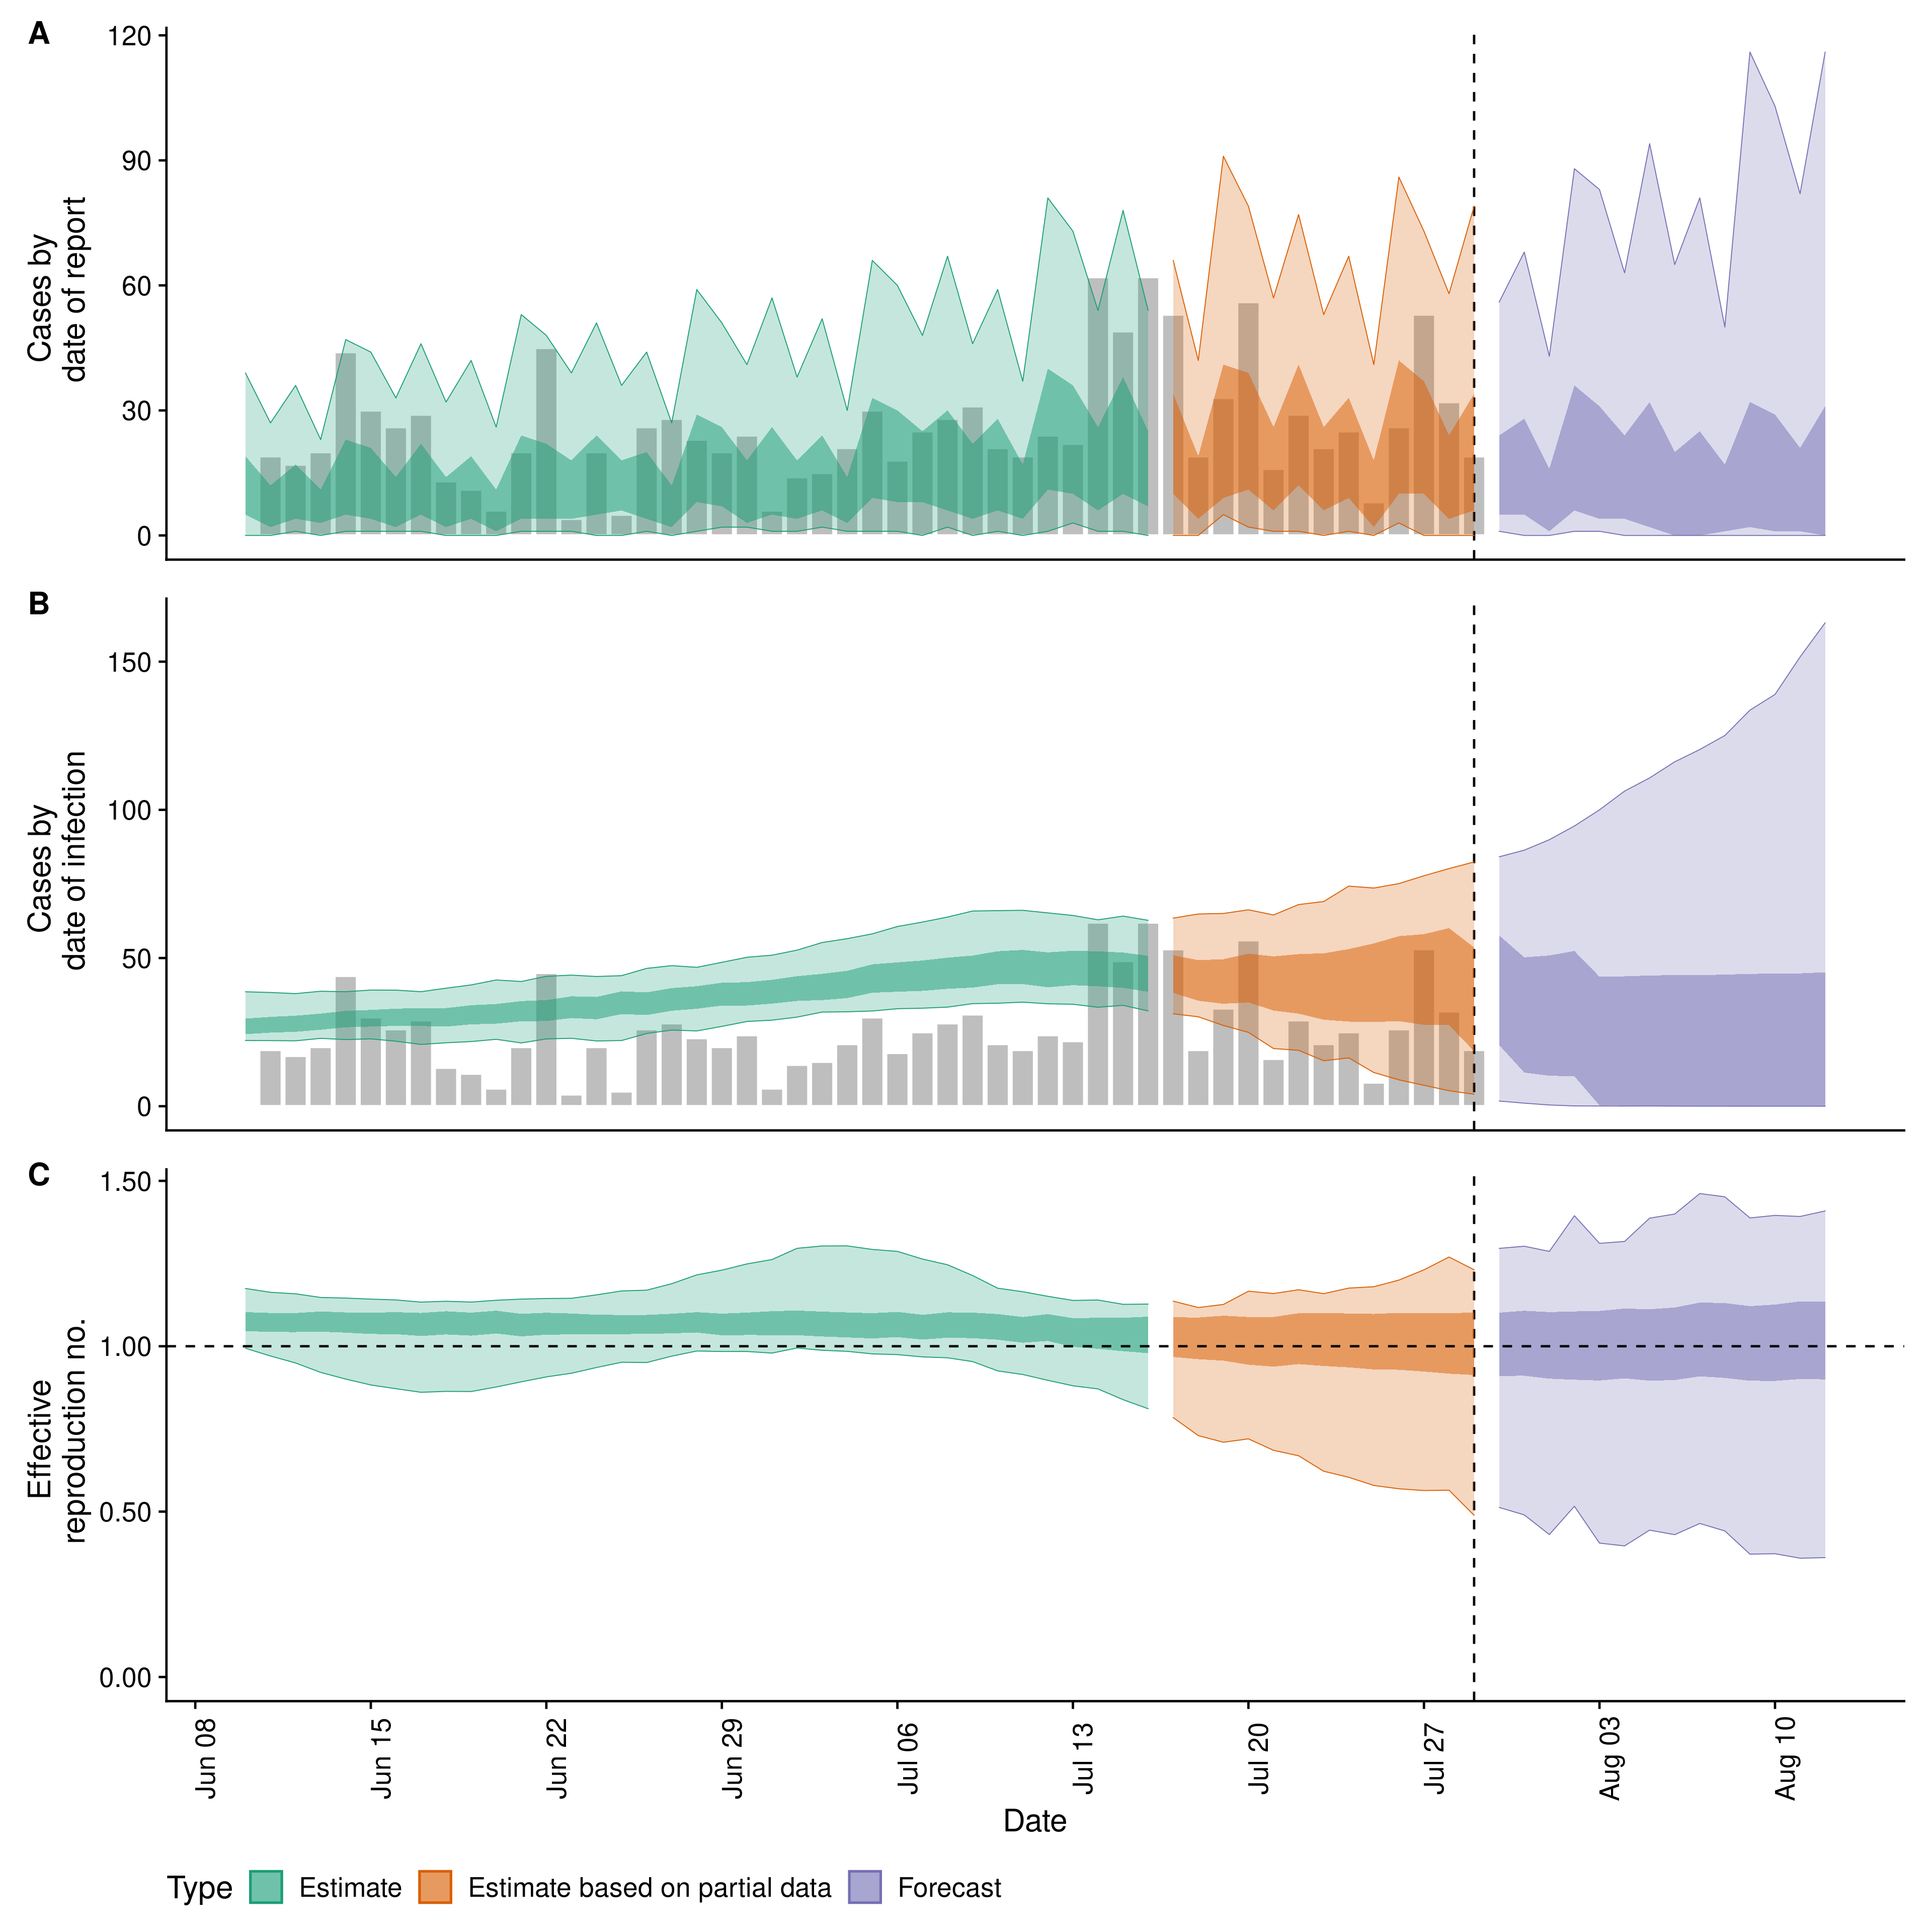 A
120
90
60
30
0
Cases by
date of report
B
150
100
50
0
Cases by
date of infection
C
1.50
1.00
0.50
0.00
Effective
reproduction no.
Jun 08
Jun 15
Jun 22
Jun 29
Jul 06
Jul 13
Jul 20
Jul 27
Aug 03
Aug 10
Date
Type Estimate Estimate based on partial data Forecast